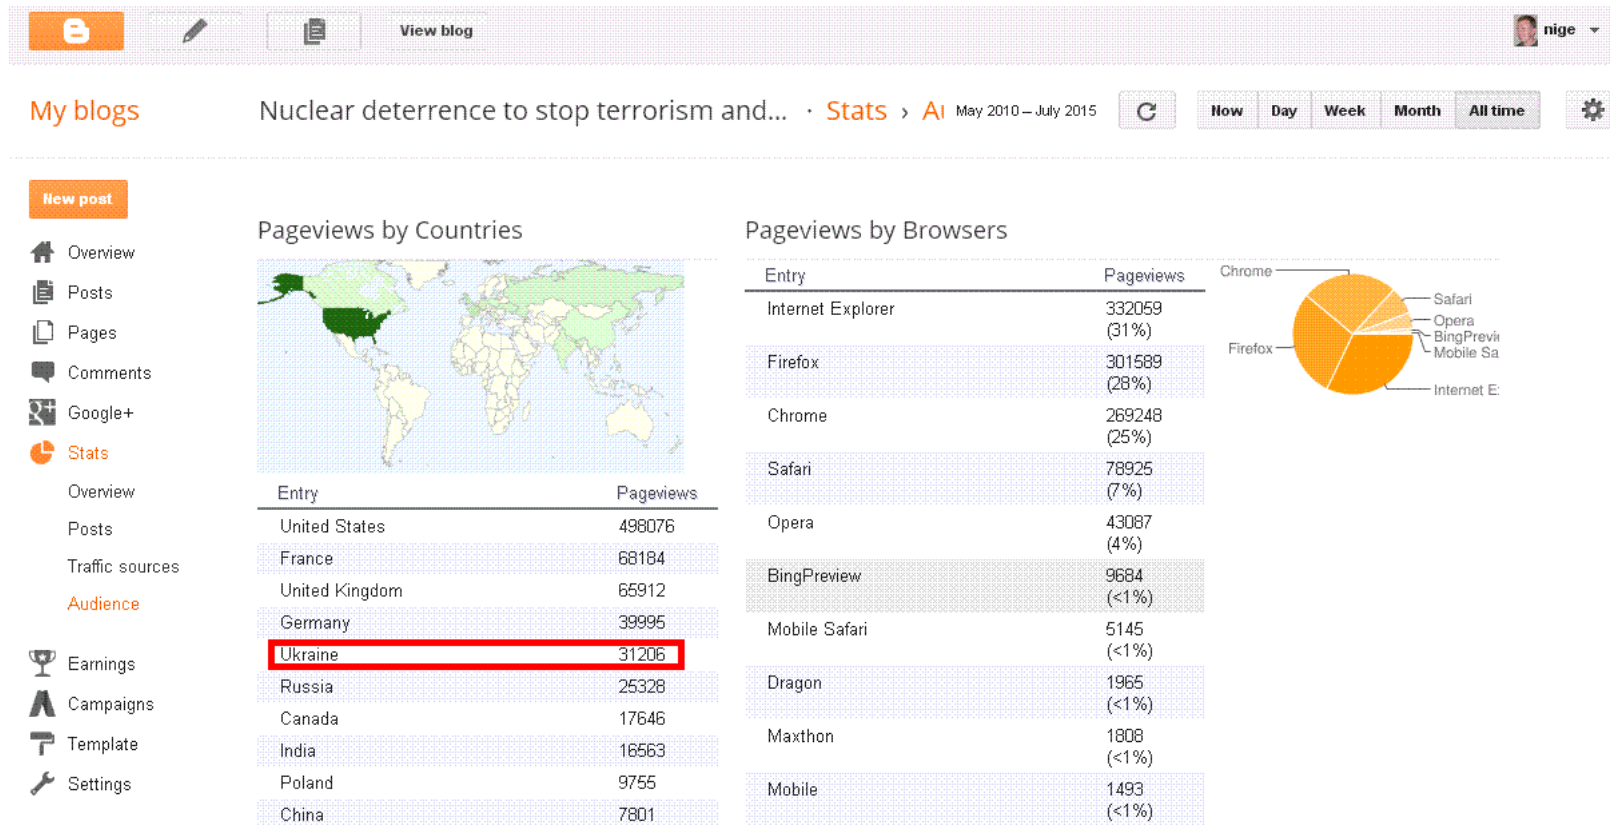 View blog
nige
My blogs
Nuclear deterrence to stop terrorism and... · Stats › Au
May 2010 – July 2015
Now Day Week Month All time
New post
Overview
Posts
Pages
Comments
Google+
Stats
Overview
Posts
Traffic sources
Audience
Earnings
Campaigns
Template
Settings
Pageviews by Countries
Entry Pageviews
United States 498076
France 68184
United Kingdom 65912
Germany 39995
Ukraine 31206
Russia 25328
Canada 17646
India 16563
Poland 9755
China 7801
Pageviews by Browsers
Entry Pageviews
Internet Explorer 332059
(31%)
Firefox 301589
(28%)
Chrome 269248
(25%)
Safari 78925
(7%)
Opera 43087
(4%)
BingPreview 9684
(<1%)
Mobile Safari 5145
(<1%)
Dragon 1965
(<1%)
Maxthon 1808
(<1%)
Mobile 1493
(<1%)
Chrome
Safari
Opera
BingPrevi
Mobile Sa
Firefox
Internet E